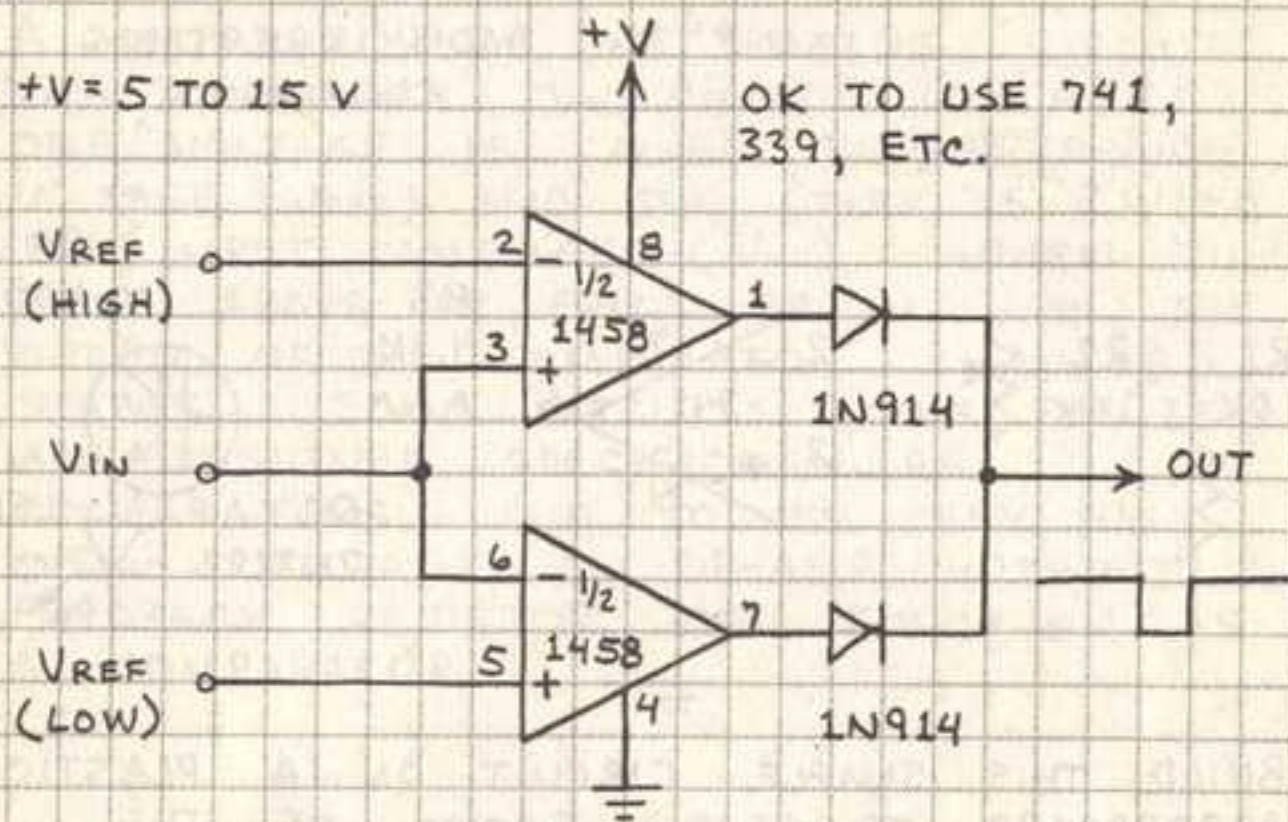 +V
+V = 5 TO 15 V
OK TO USE 741,
339, ETC.
VREF
(HIGH)
2
-
8
1/2
1458
1
3
+
1N914
VIN
OUT
6
-
1/2
1458
7
5
+
4
VREF
(LOW)
1N914